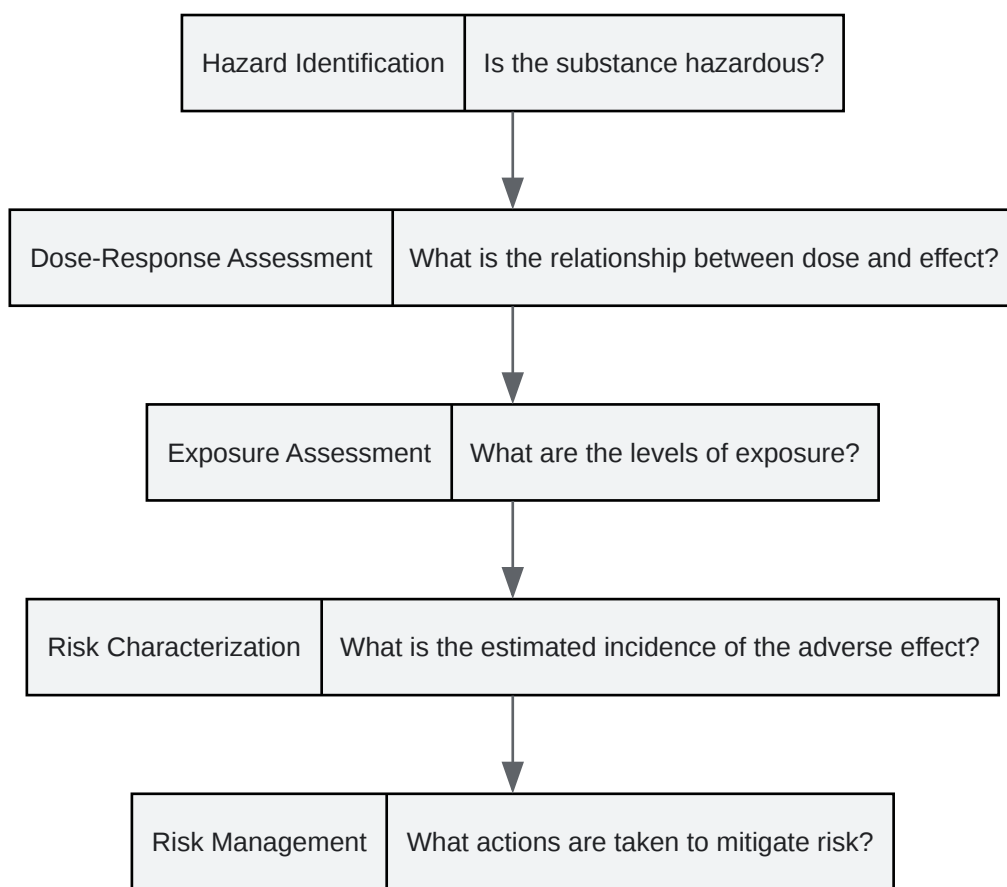 Hazard Identification
Is the substance hazardous?
Dose-Response Assessment
What is the relationship between dose and effect?
Exposure Assessment
What are the levels of exposure?
Risk Characterization
What is the estimated incidence of the adverse effect?
Risk Management
What actions are taken to mitigate risk?